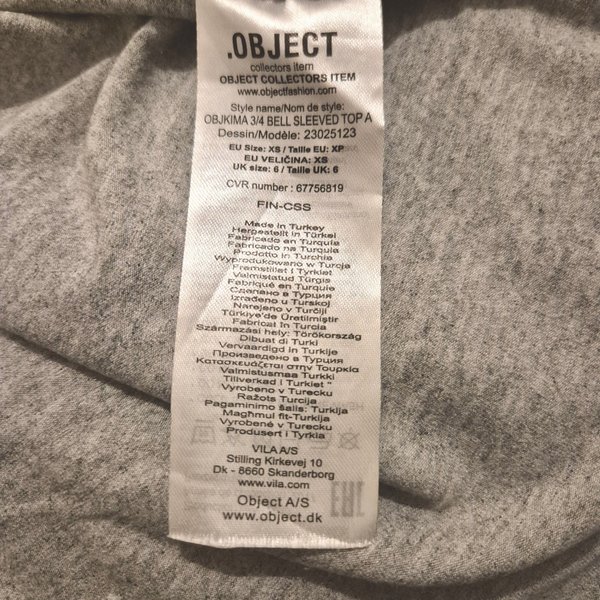 .OBJECT
collectors item
OBJECT COLLECTORS ITEM
www.objectfashion.com
Style name/Nom de style:
OBJKIMA 3/4 BELL SLEEVED TOP A
Dessin/Modèle: 23025123
EU Size: XS / Taille EU: XP
EU VELIČINA: XS
UK size: 6 / Taille UK: 6
CVR number : 67756819
FIN-CSS
Made in Turkey
Hergestellt in Türkei
Fabricado en Turquia
Fabricado na Turquia
Prodotto in Turchia
Wyprodukowano w Turcja
Fremstillet i Tyrkiet
Valmistatud Türgis
Fabriqué en Turquie
Сделано в Турция
Izrađeno u Turskoj
Narejeno v Turčiji
Türkiye'de Üretilmiştir
Fabricat în Turcia
Származási hely: Törökország
Dibuat di Turki
Vervaardigd in Turkije
Произведено в Турция
Κατασκευάζεται στην Τουρκία
Valmistusmaa Turkki
Tillverkad i Turkiet
Vyrobeno v Turecku
Ražots Turcija
Pagaminimo šalis: Turkija
Magħmul fit-Turkija
Vyrobené v Turecku
Produsert i Tyrkia
VILA A/S
Stilling Kirkevej 10
Dk - 8660 Skanderborg
www.vila.com
Object A/S
www.object.dk